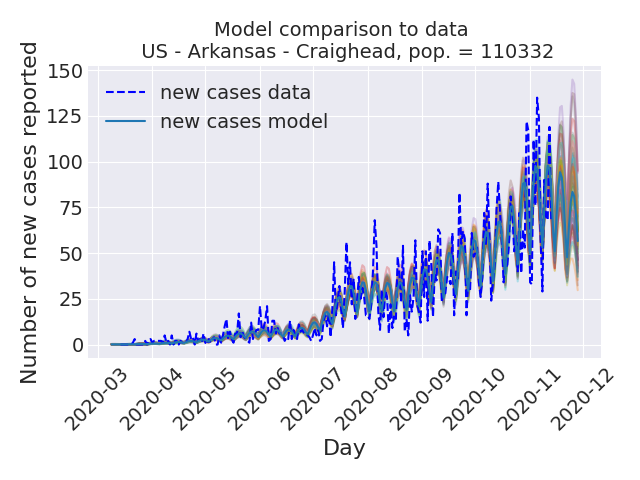 Model comparison to data
US - Arkansas - Craighead, pop. = 110332
Number of new cases reported
150
125
100
75
50
25
0
new cases data
new cases model
2020-03
2020-04
2020-05
2020-06
2020-07
2020-08
2020-09
2020-10
2020-11
2020-12
Day